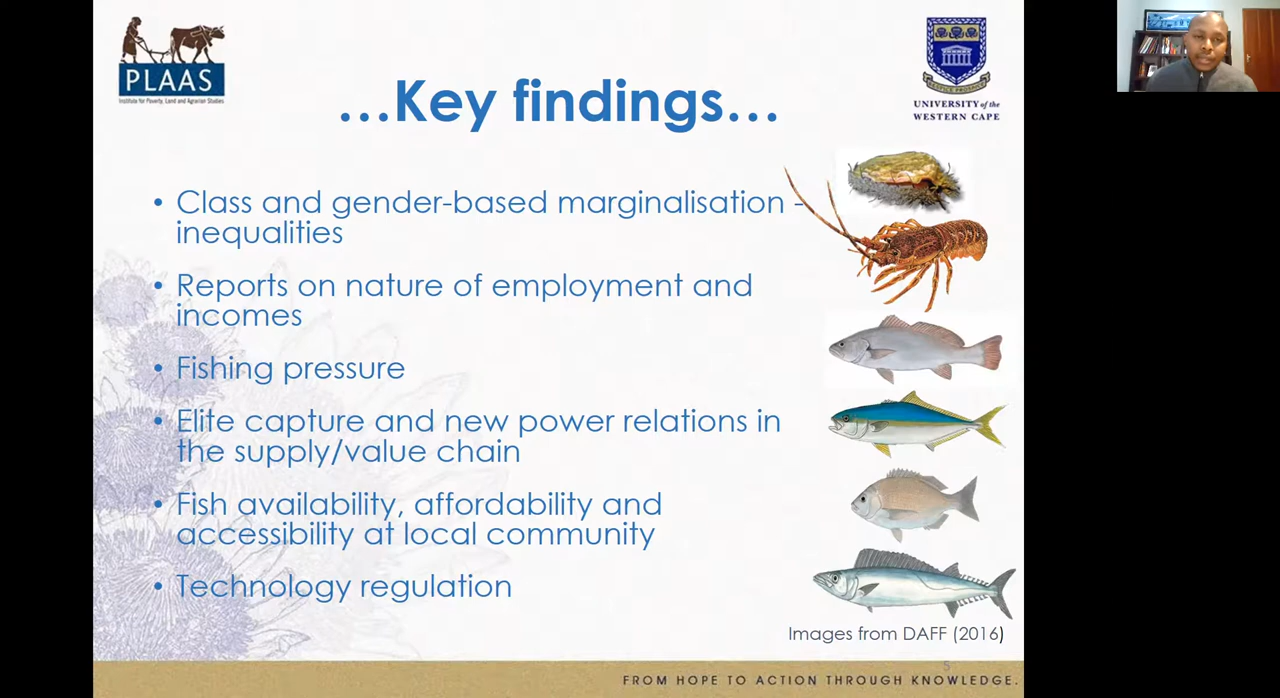 PLAAS
Institute for Poverty, Land and Agrarian Studies
…Key findings…
UNIVERSITY of the
WESTERN CAPE
• Class and gender-based marginalisation -
inequalities
• Reports on nature of employment and
incomes
• Fishing pressure
• Elite capture and new power relations in
the supply/value chain
• Fish availability, affordability and
accessibility at local community
• Technology regulation
Images from DAFF (2016)
5
FROM HOPE TO ACTION THROUGH KNOWLEDGE.